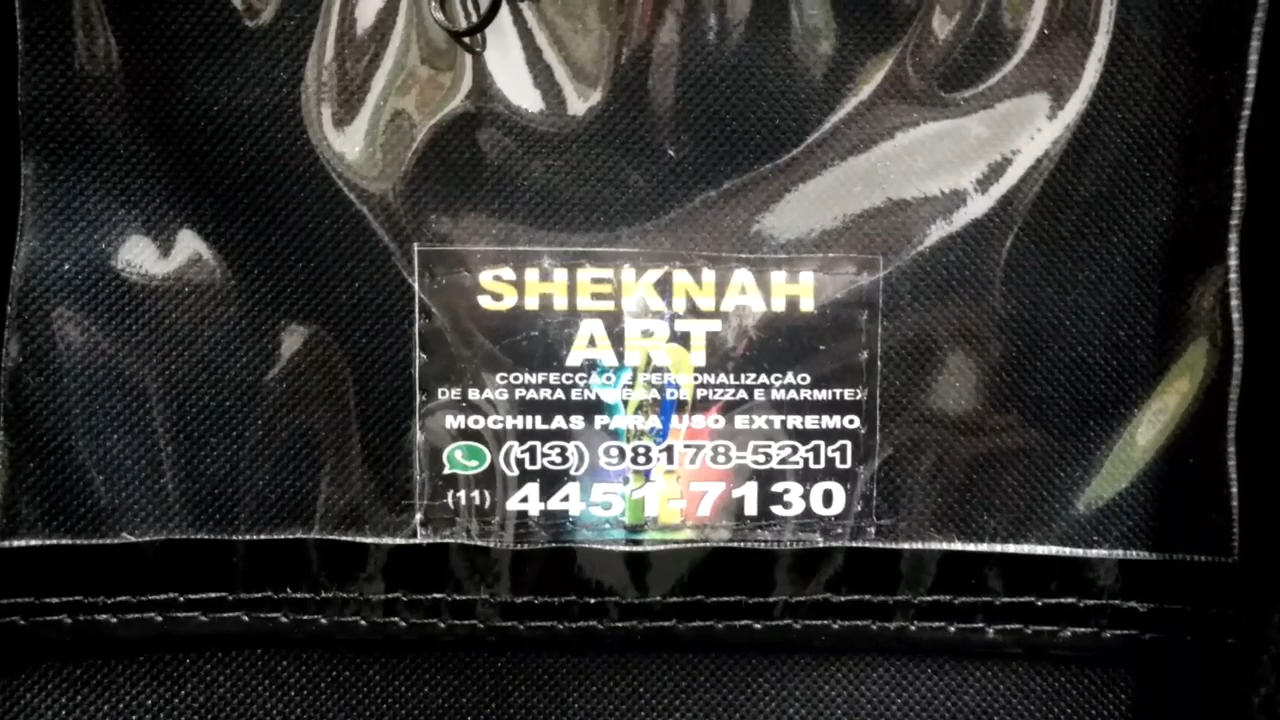 SHEKNAH
ART
CONFECÇÃO E PERSONALIZAÇÃO
DE BAG PARA ENTREGA DE PIZZA E MARMITEX
MOCHILAS PARA USO EXTREMO
(13) 98178-5211
(11) 4451-7130